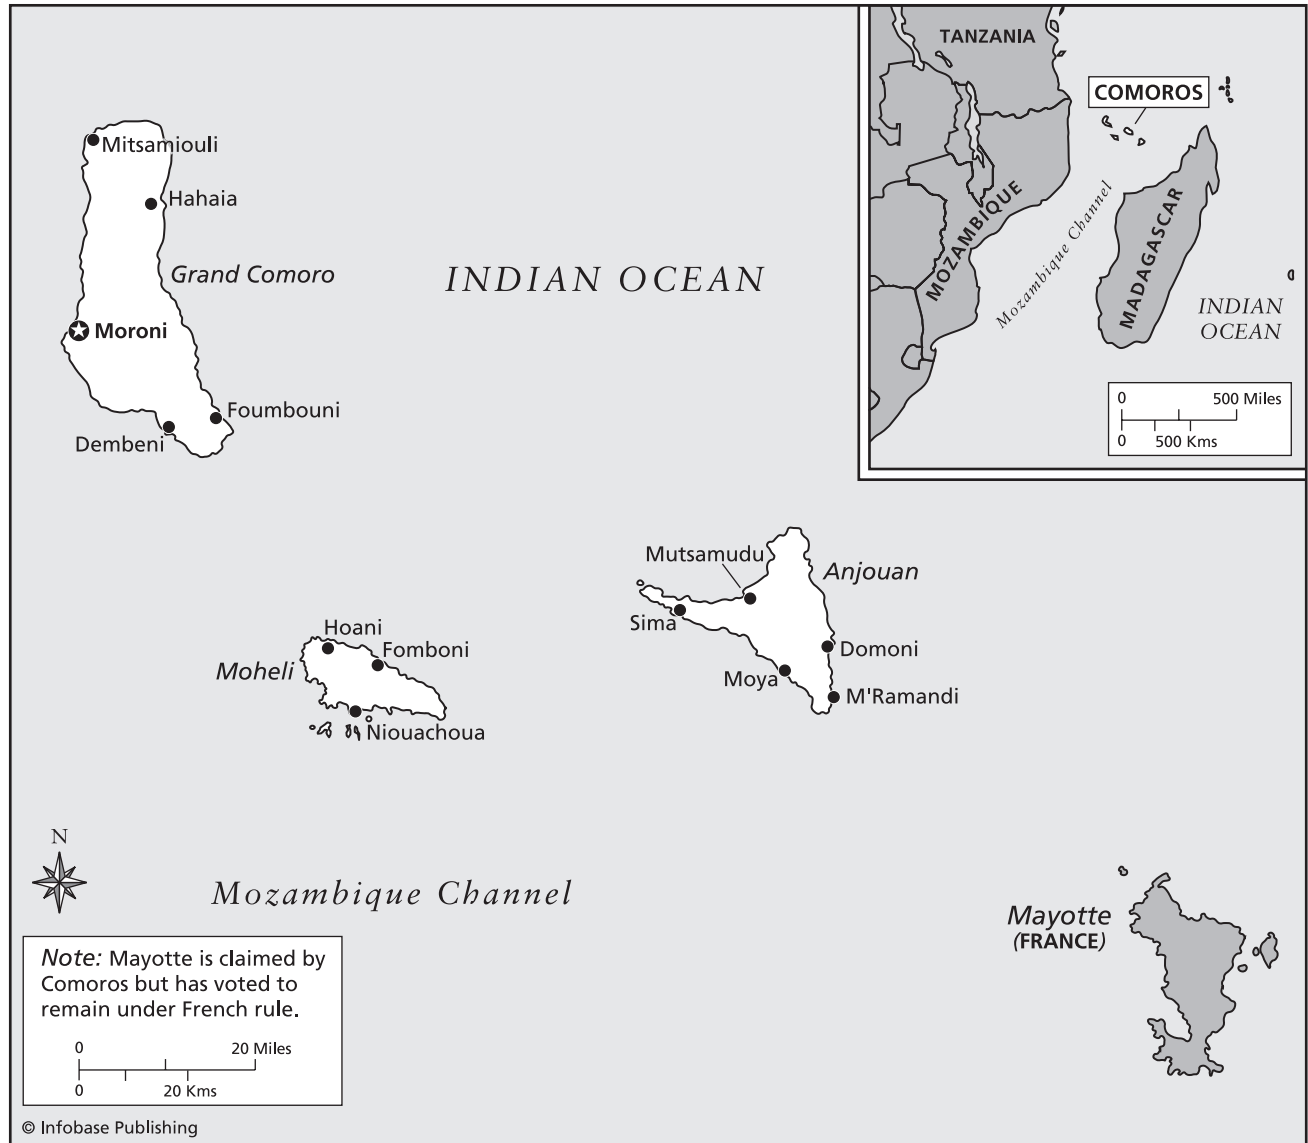 TANZANIA
COMOROS
MOZAMBIQUE
Mozambique Channel
MADAGASCAR
INDIAN
OCEAN
0 500 Miles
0 500 Kms
Mitsamiouli
Hahaia
Grand Comoro
INDIAN OCEAN
Moroni
Foumbouni
Dembeni
Mutsamudu
Anjouan
Sima
Domoni
Moya
M'Ramandi
Hoani
Fomboni
Moheli
Niouachoua
N
Mozambique Channel
Mayotte
(FRANCE)
Note: Mayotte is claimed by
Comoros but has voted to
remain under French rule.
0 20 Miles
0 20 Kms
© Infobase Publishing